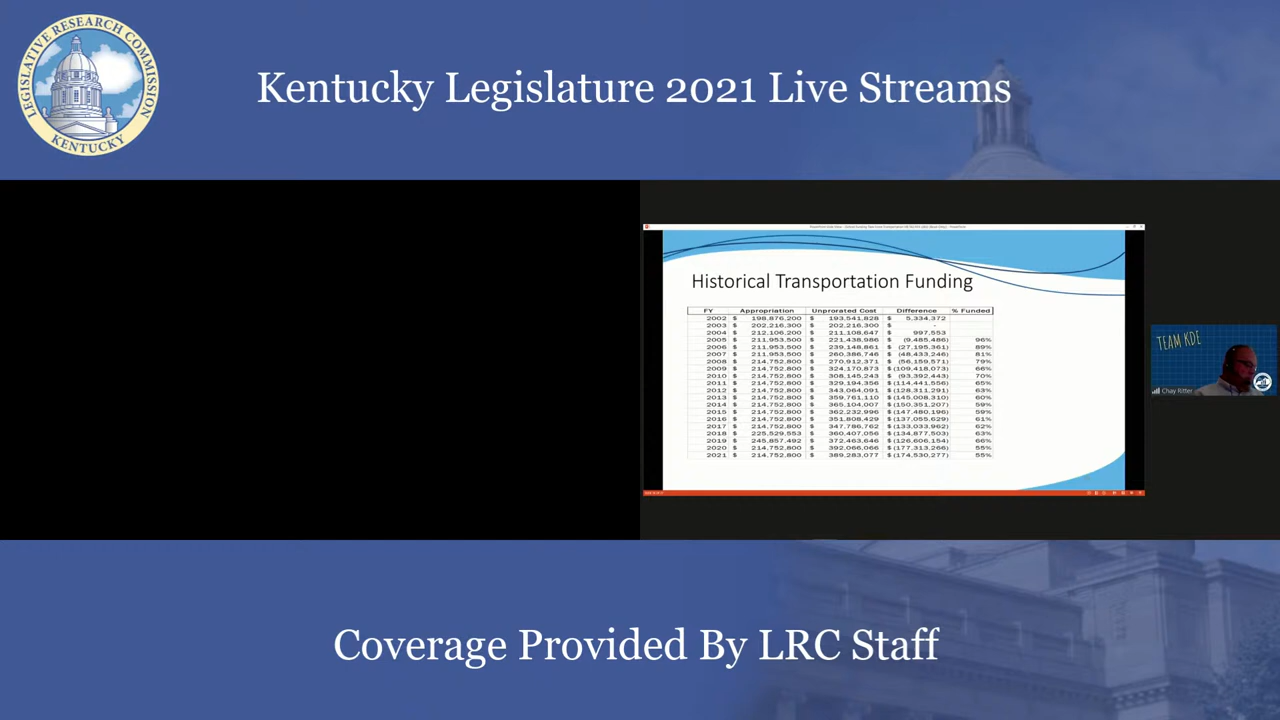 LEGISLATIVE RESEARCH COMMISSION
KENTUCKY
Kentucky Legislature 2021 Live Streams
Historical Transportation Funding
FY Appropriation Unprorated Cost Difference % Funded
2002 $ 198,876,200 $ 193,541,828 $ 5,334,372
2003 $ 202,216,300 $ 202,216,300 $ -
2004 $ 212,106,200 $ 211,108,647 $ 997,553
2005 $ 211,953,500 $ 221,438,986 $ (9,485,486) 96%
2006 $ 211,953,500 $ 239,148,861 $ (27,195,361) 89%
2007 $ 211,953,500 $ 260,386,746 $ (48,433,246) 81%
2008 $ 214,752,800 $ 270,912,371 $ (56,159,571) 79%
2009 $ 214,752,800 $ 324,170,873 $ (109,418,073) 66%
2010 $ 214,752,800 $ 308,145,243 $ (93,392,443) 70%
2011 $ 214,752,800 $ 329,194,356 $ (114,441,556) 65%
2012 $ 214,752,800 $ 343,064,091 $ (128,311,291) 63%
2013 $ 214,752,800 $ 359,761,110 $ (145,008,310) 60%
2014 $ 214,752,800 $ 365,104,007 $ (150,351,207) 59%
2015 $ 214,752,800 $ 362,232,996 $ (147,480,196) 59%
2016 $ 214,752,800 $ 351,808,429 $ (137,055,629) 61%
2017 $ 214,752,800 $ 347,786,762 $ (133,033,962) 62%
2018 $ 225,529,553 $ 360,407,056 $ (134,877,503) 63%
2019 $ 245,857,492 $ 372,463,646 $ (126,606,154) 66%
2020 $ 214,752,800 $ 392,066,066 $ (177,313,266) 55%
2021 $ 214,752,800 $ 389,283,077 $ (174,530,277) 55%
TEAM KDE
Chay Ritter
Coverage Provided By LRC Staff